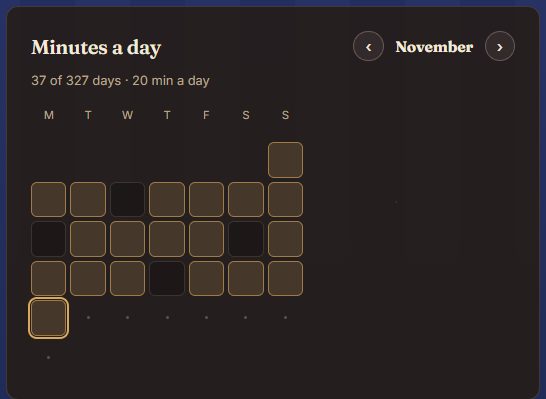 Minutes a day
‹ November ›
37 of 327 days · 20 min a day
M T W T F S S